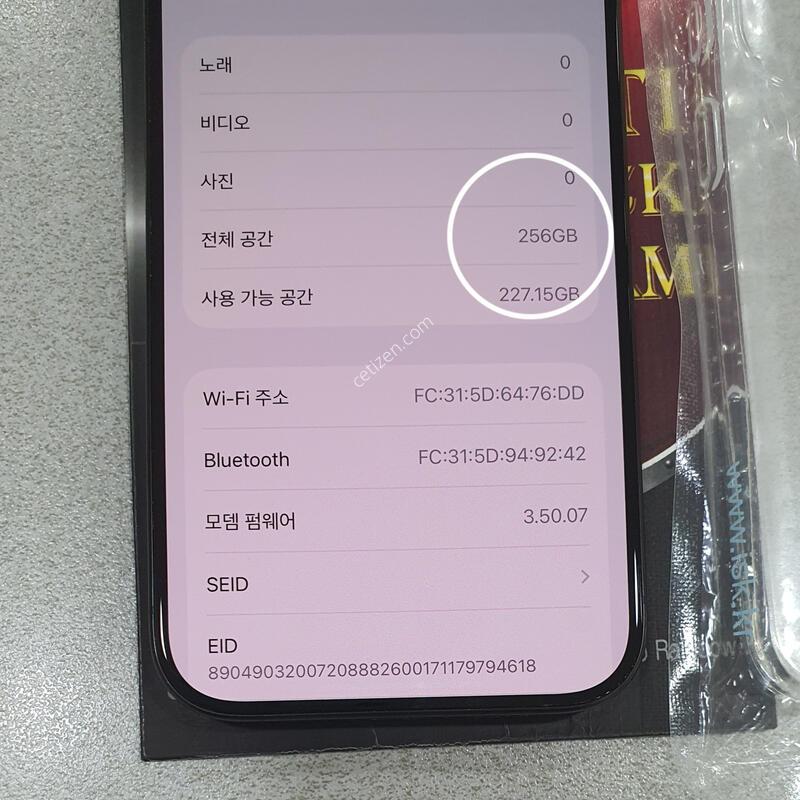 노래 0
비디오 0
사진 0
전체 공간 256GB
사용 가능 공간 227.15GB
cetizen.com
Wi-Fi 주소 FC:31:5D:64:76:DD
Bluetooth FC:31:5D:94:92:42
모뎀 펌웨어 3.50.07
SEID
EID
89049032007208882600171179794618